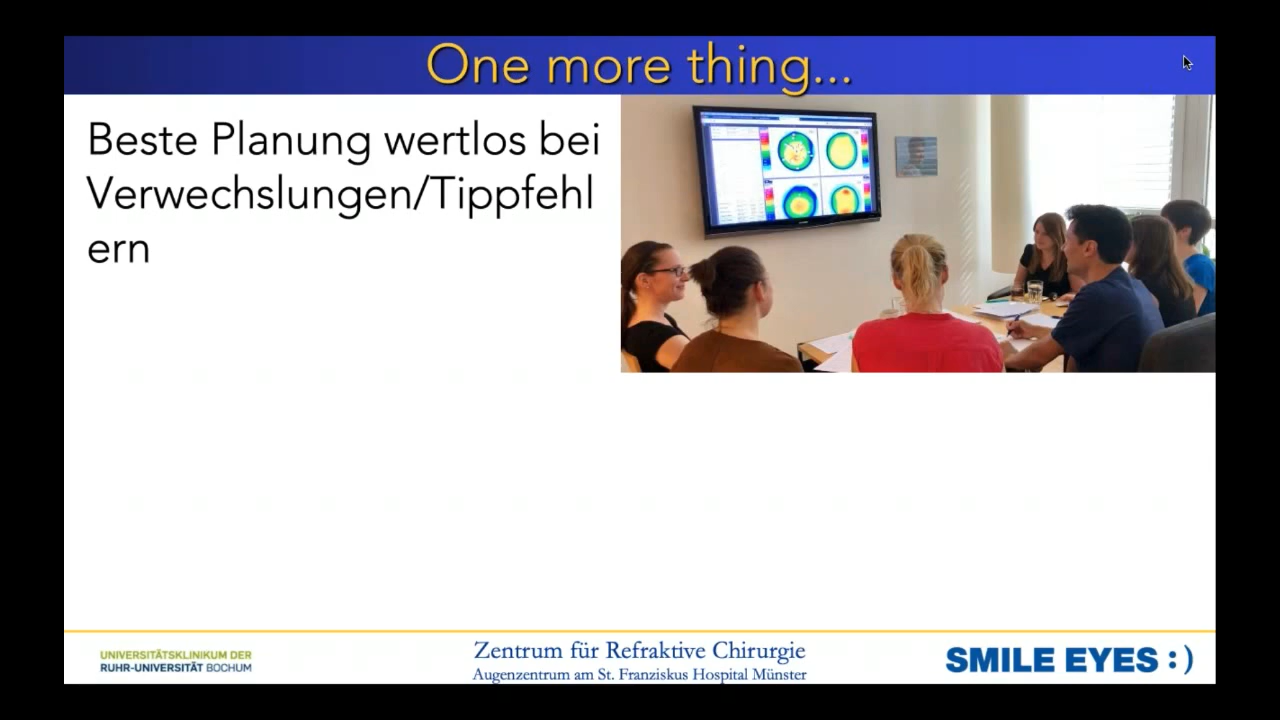 One more thing...
Beste Planung wertlos bei
Verwechslungen/Tippfehl
ern
UNIVERSITÄTSKLINIKUM DER
RUHR-UNIVERSITÄT BOCHUM
Zentrum für Refraktive Chirurgie
Augenzentrum am St. Franziskus Hospital Münster
SMILE EYES :)